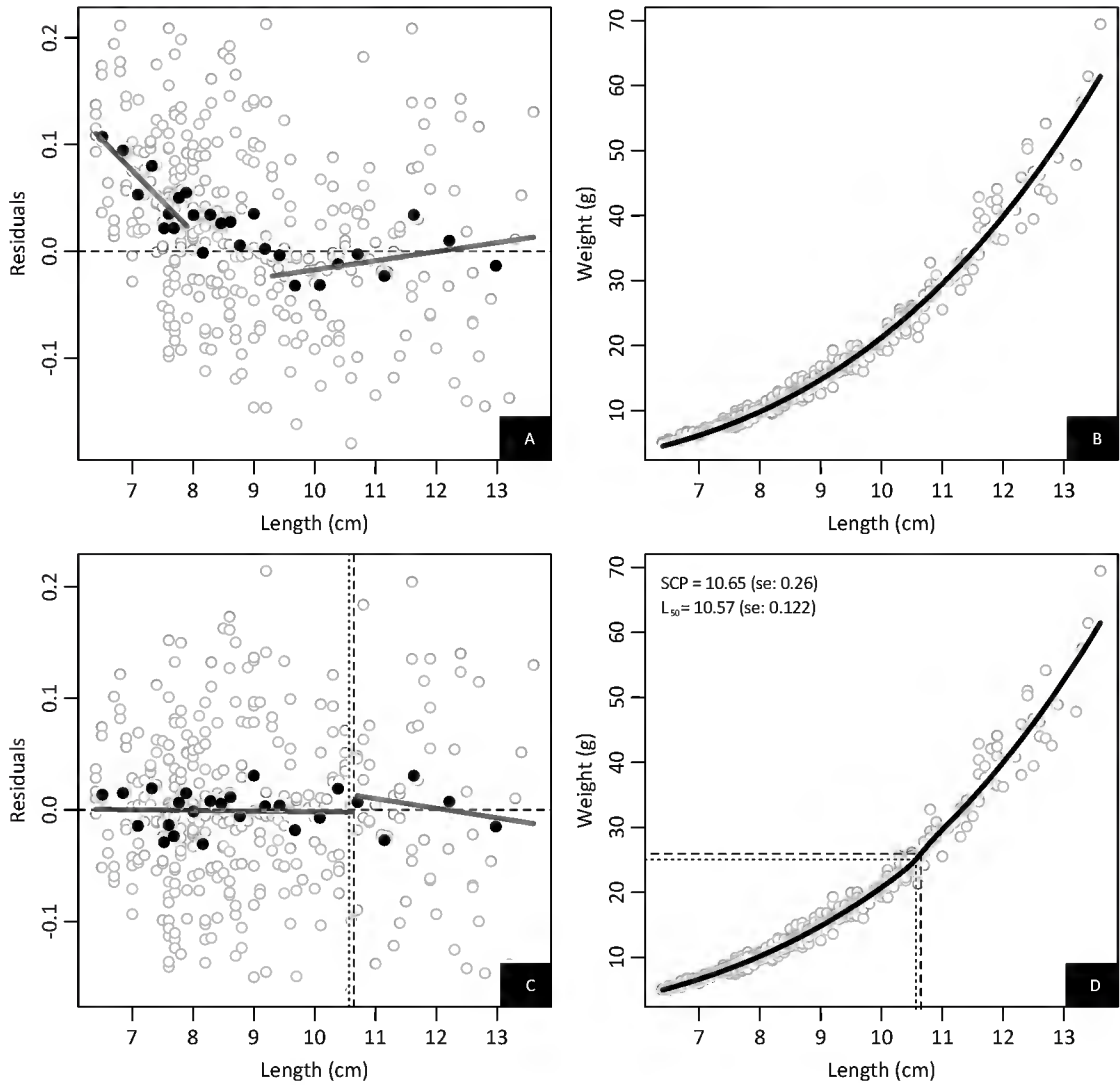 0.2
0.1
0.0
-0.1
Residuals
A
7 8 9 10 11 12 13
Length (cm)
70
60
50
40
30
20
10
Weight (g)
B
7 8 9 10 11 12 13
Length (cm)
0.2
0.1
0.0
-0.1
Residuals
C
7 8 9 10 11 12 13
Length (cm)
SCP = 10.65 (se: 0.26)
L₅₀= 10.57 (se: 0.122)
70
60
50
40
30
20
10
Weight (g)
D
7 8 9 10 11 12 13
Length (cm)